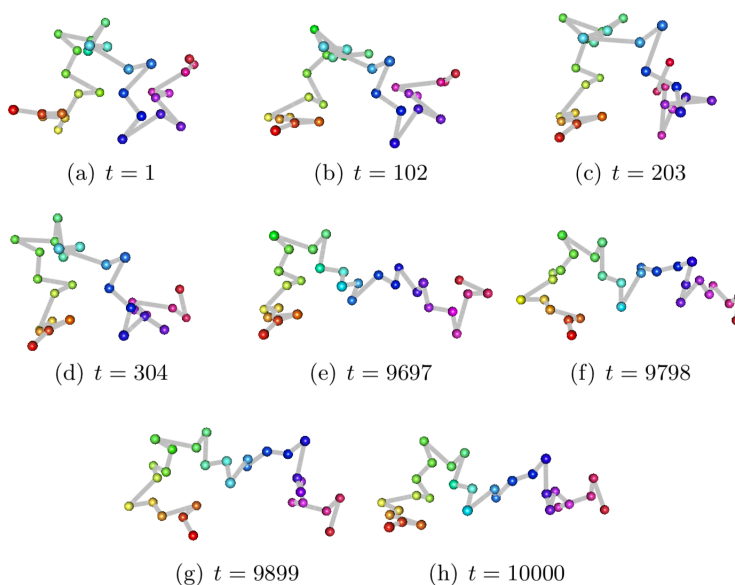 (a) t = 1
(b) t = 102
(c) t = 203
(d) t = 304
(e) t = 9697
(f) t = 9798
(g) t = 9899
(h) t = 10000